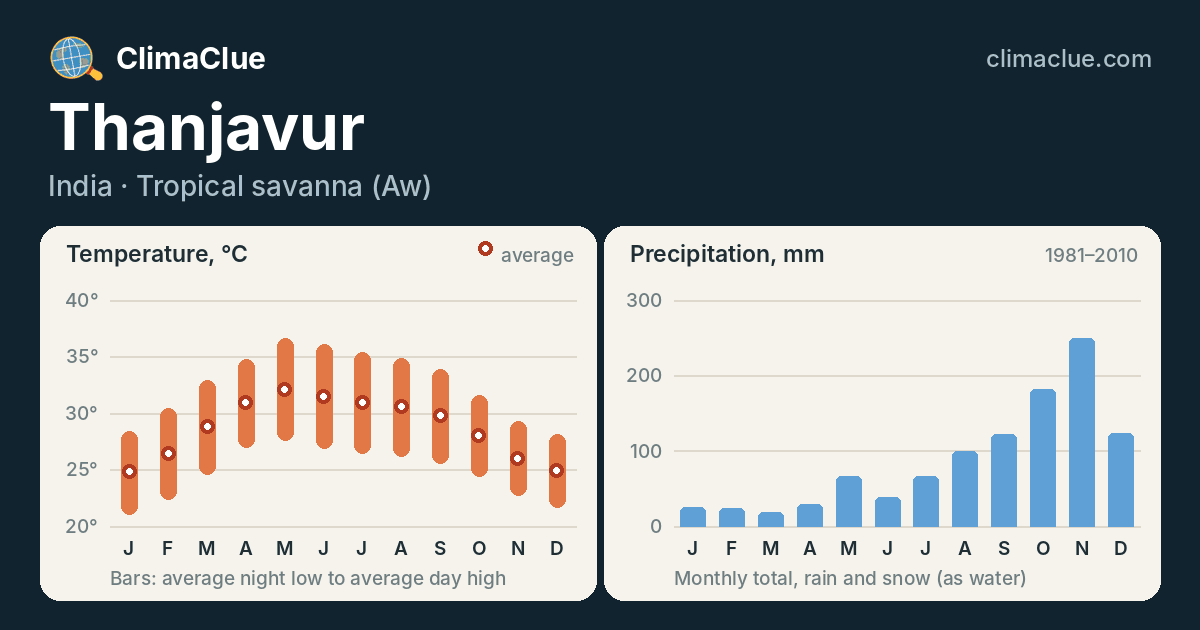 ClimaClue
climaclue.com
Thanjavur
India · Tropical savanna (Aw)
Temperature, °C
average
40°
35°
30°
25°
20°
J F M A M J J A S O N D
Bars: average night low to average day high
Precipitation, mm
1981–2010
300
200
100
0
J F M A M J J A S O N D
Monthly total, rain and snow (as water)